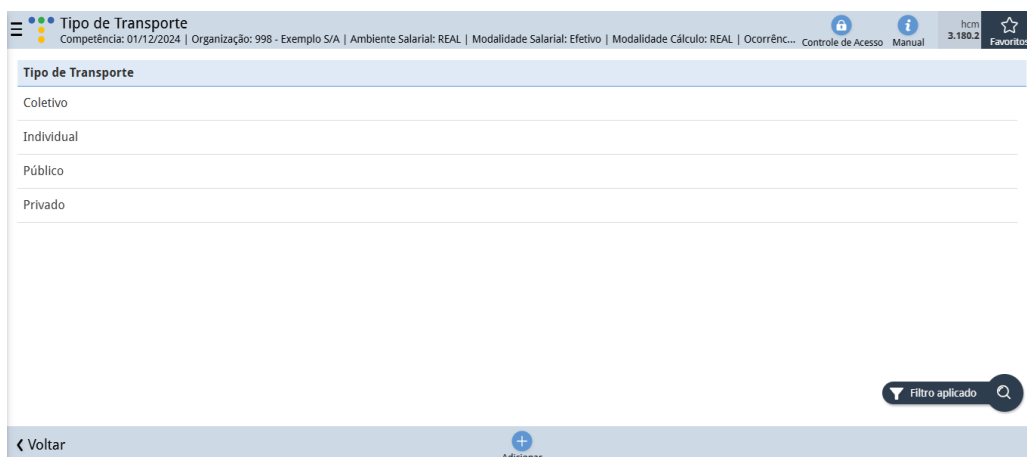 Tipo de Transporte
Competência: 01/12/2024 | Organização: 998 - Exemplo S/A | Ambiente Salarial: REAL | Modalidade Salarial: Efetivo | Modalidade Cálculo: REAL | Ocorrênc...
Controle de Acesso
Manual
hcm
3.180.2
Favoritos
Tipo de Transporte
Coletivo
Individual
Público
Privado
Filtro aplicado
Voltar
Adicionar